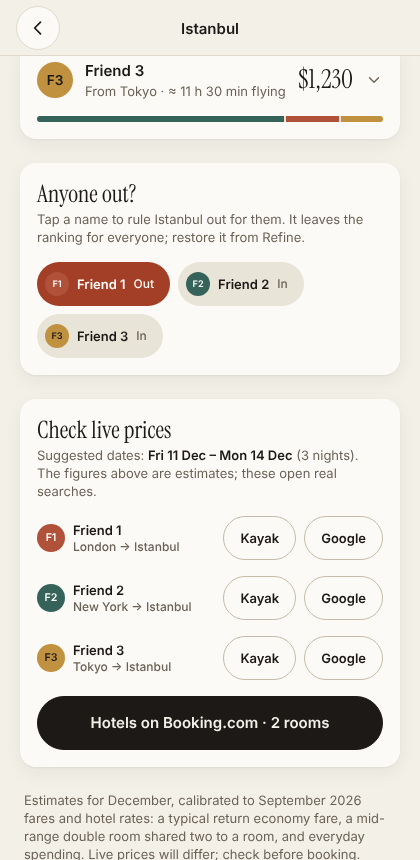 Istanbul
F3
Friend 3
From Tokyo · ≈ 11 h 30 min flying
$1,230
Anyone out?
Tap a name to rule Istanbul out for them. It leaves the
ranking for everyone; restore it from Refine.
F1 Friend 1 Out
F2 Friend 2 In
F3 Friend 3 In
Check live prices
Suggested dates: Fri 11 Dec – Mon 14 Dec (3 nights).
The figures above are estimates; these open real
searches.
F1
Friend 1
London → Istanbul
Kayak
Google
F2
Friend 2
New York → Istanbul
Kayak
Google
F3
Friend 3
Tokyo → Istanbul
Kayak
Google
Hotels on Booking.com · 2 rooms
Estimates for December, calibrated to September 2026
fares and hotel rates: a typical return economy fare, a mid-
range double room shared two to a room, and everyday
spending. Live prices will differ; check before booking.